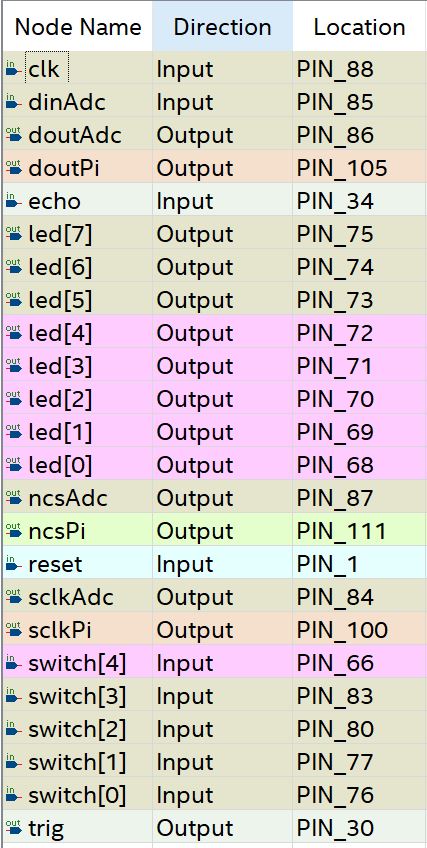 Node Name Direction Location
in clk Input PIN_88
in dinAdc Input PIN_85
out doutAdc Output PIN_86
out doutPi Output PIN_105
in echo Input PIN_34
out led[7] Output PIN_75
out led[6] Output PIN_74
out led[5] Output PIN_73
out led[4] Output PIN_72
out led[3] Output PIN_71
out led[2] Output PIN_70
out led[1] Output PIN_69
out led[0] Output PIN_68
out ncsAdc Output PIN_87
out ncsPi Output PIN_111
in reset Input PIN_1
out sclkAdc Output PIN_84
out sclkPi Output PIN_100
in switch[4] Input PIN_66
in switch[3] Input PIN_83
in switch[2] Input PIN_80
in switch[1] Input PIN_77
in switch[0] Input PIN_76
out trig Output PIN_30